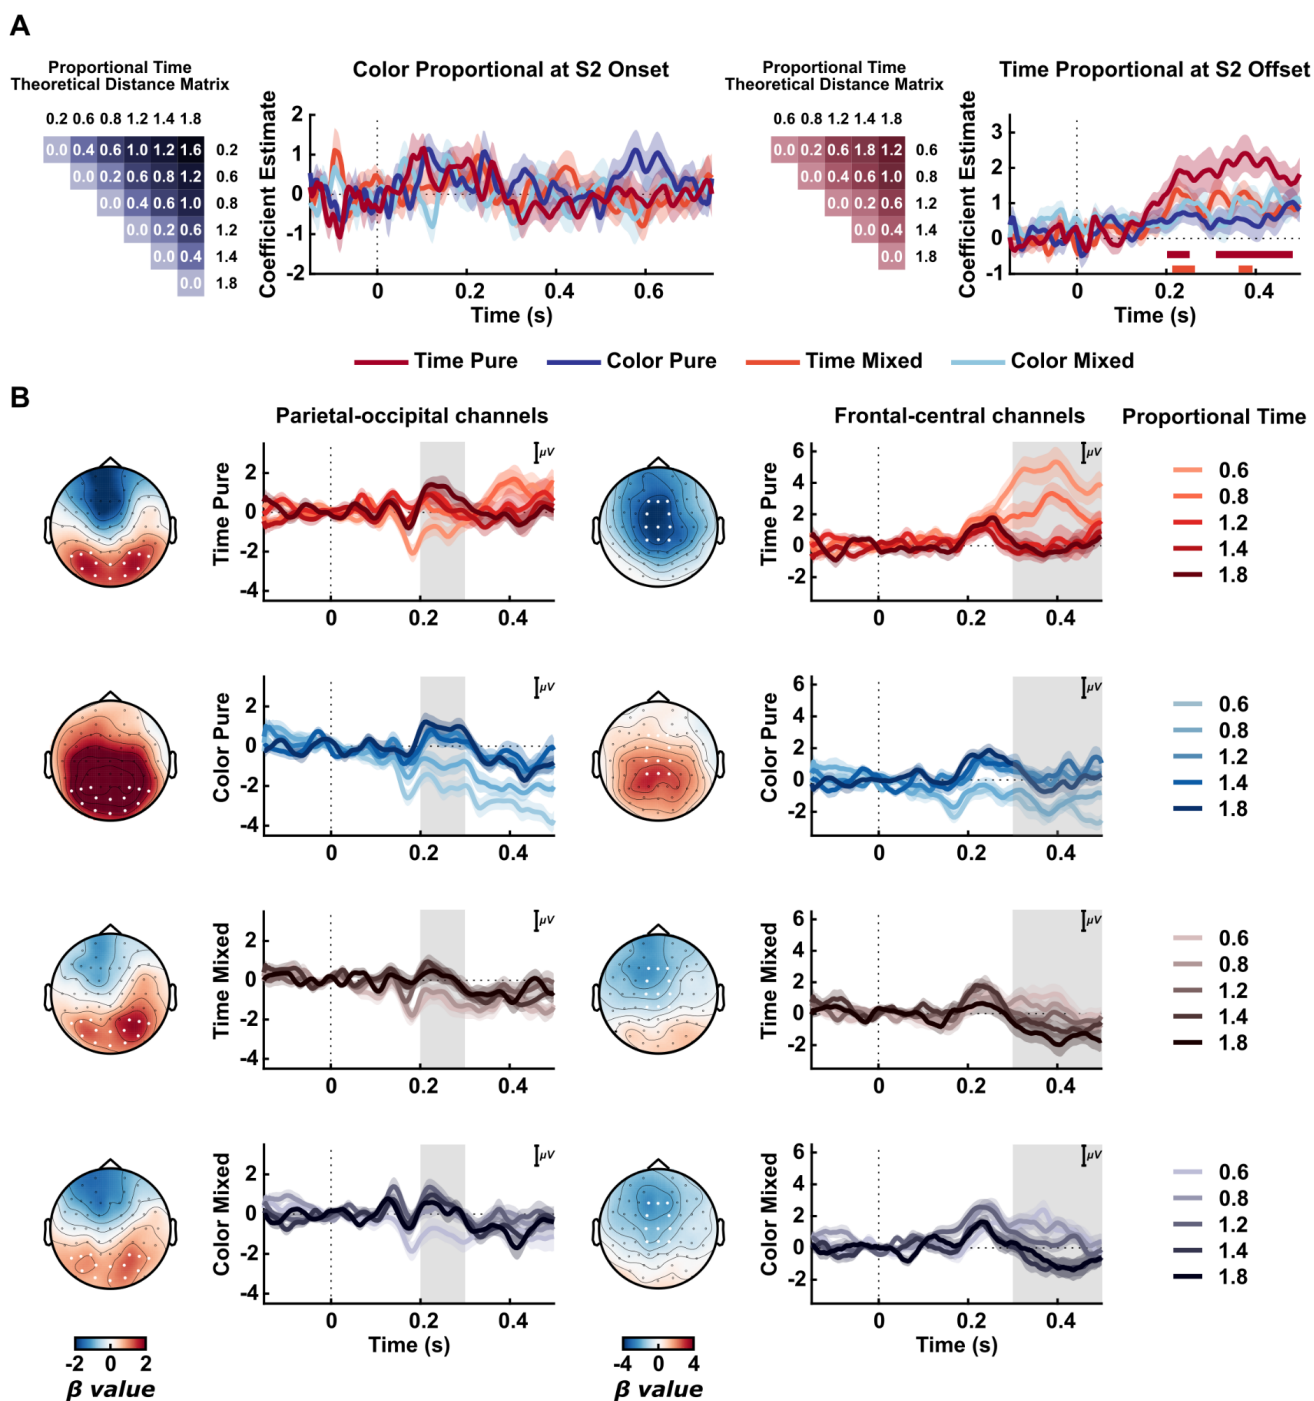 A
Proportional Time
Theoretical Distance Matrix
0.2 0.6 0.8 1.2 1.4 1.8
0.0 0.4 0.6 1.0 1.2 1.6 0.2
0.0 0.2 0.6 0.8 1.2 0.6
0.0 0.4 0.6 1.0 0.8
0.0 0.2 0.6 1.2
0.0 0.4 1.4
0.0 1.8
Color Proportional at S2 Onset
Coefficient Estimate
2
1
0
-1
-2
0 0.2 0.4 0.6
Time (s)
Proportional Time
Theoretical Distance Matrix
0.6 0.8 1.2 1.4 1.8
0.0 0.2 0.6 1.8 1.2 0.6
0.0 0.4 0.6 1.0 0.8
0.0 0.2 0.6 1.2
0.0 0.4 1.4
0.0 1.8
Time Proportional at S2 Offset
Coefficient Estimate
3
2
1
0
-1
0 0.2 0.4
Time (s)
Time Pure Color Pure Time Mixed Color Mixed
B
Parietal-occipital channels
Frontal-central channels
Proportional Time
Time Pure
2
0
-2
-4
0 0.2 0.4
μV
Time Pure
6
4
2
0
-2
0 0.2 0.4
μV
0.6
0.8
1.2
1.4
1.8
Color Pure
2
0
-2
-4
0 0.2 0.4
μV
Color Pure
6
4
2
0
-2
0 0.2 0.4
μV
0.6
0.8
1.2
1.4
1.8
Time Mixed
2
0
-2
-4
0 0.2 0.4
μV
Time Mixed
6
4
2
0
-2
0 0.2 0.4
μV
0.6
0.8
1.2
1.4
1.8
Color Mixed
2
0
-2
-4
0 0.2 0.4
Time (s)
μV
Color Mixed
6
4
2
0
-2
0 0.2 0.4
Time (s)
μV
0.6
0.8
1.2
1.4
1.8
-2 0 2
β value
-4 0 4
β value